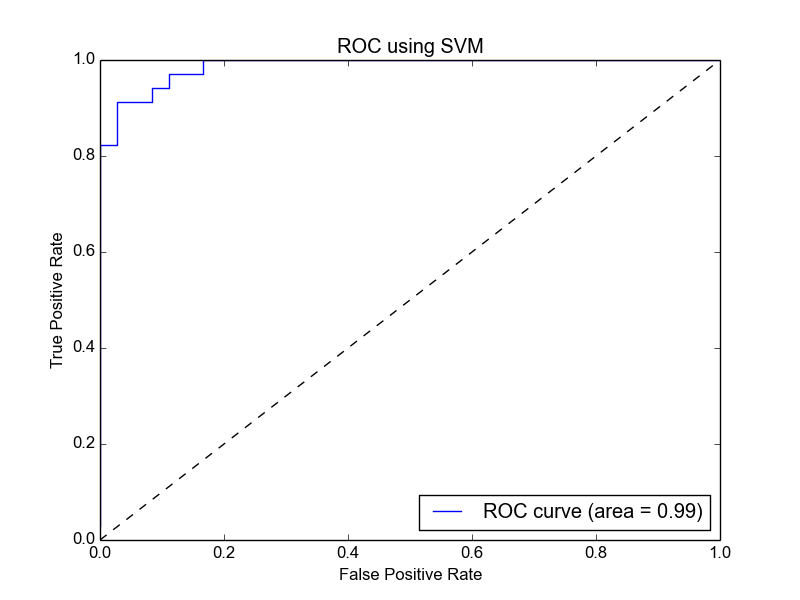 ROC using SVM
1.0
0.8
0.6
0.4
0.2
0.0
True Positive Rate
ROC curve (area = 0.99)
0.0 0.2 0.4 0.6 0.8 1.0
False Positive Rate